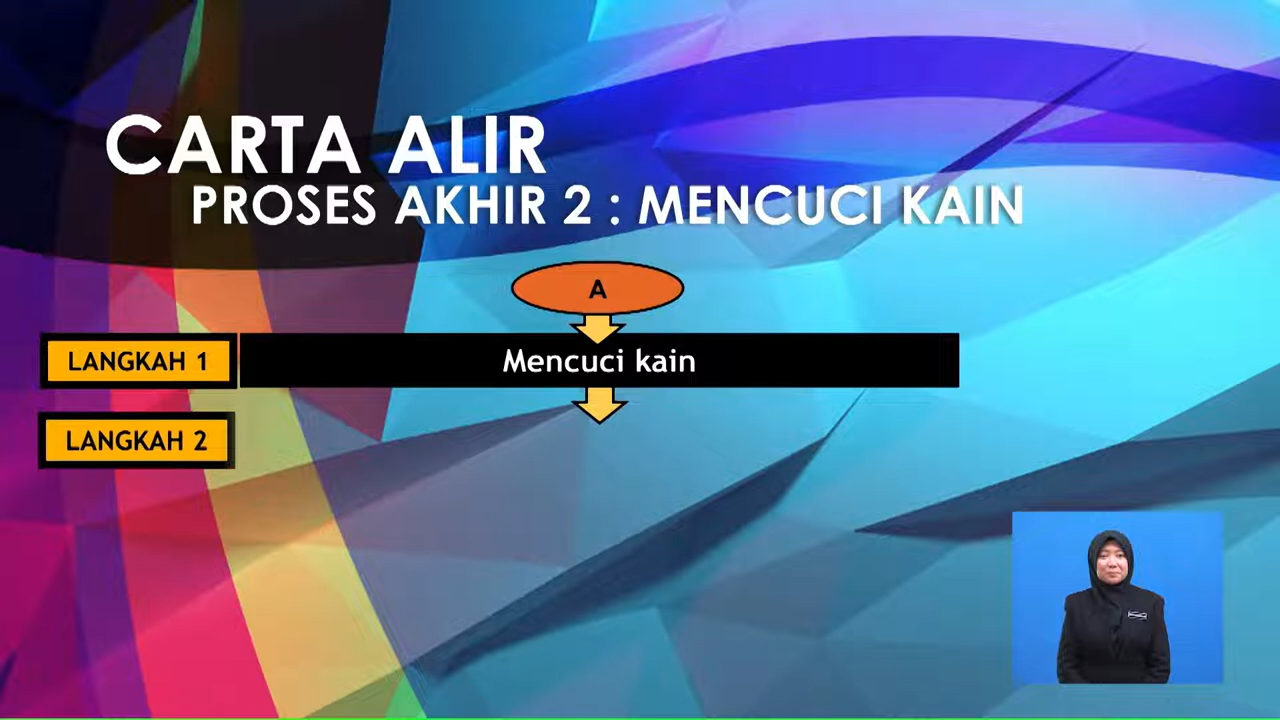 CARTA ALIR
PROSES AKHIR 2 : MENCUCI KAIN
A
LANGKAH 1
Mencuci kain
LANGKAH 2